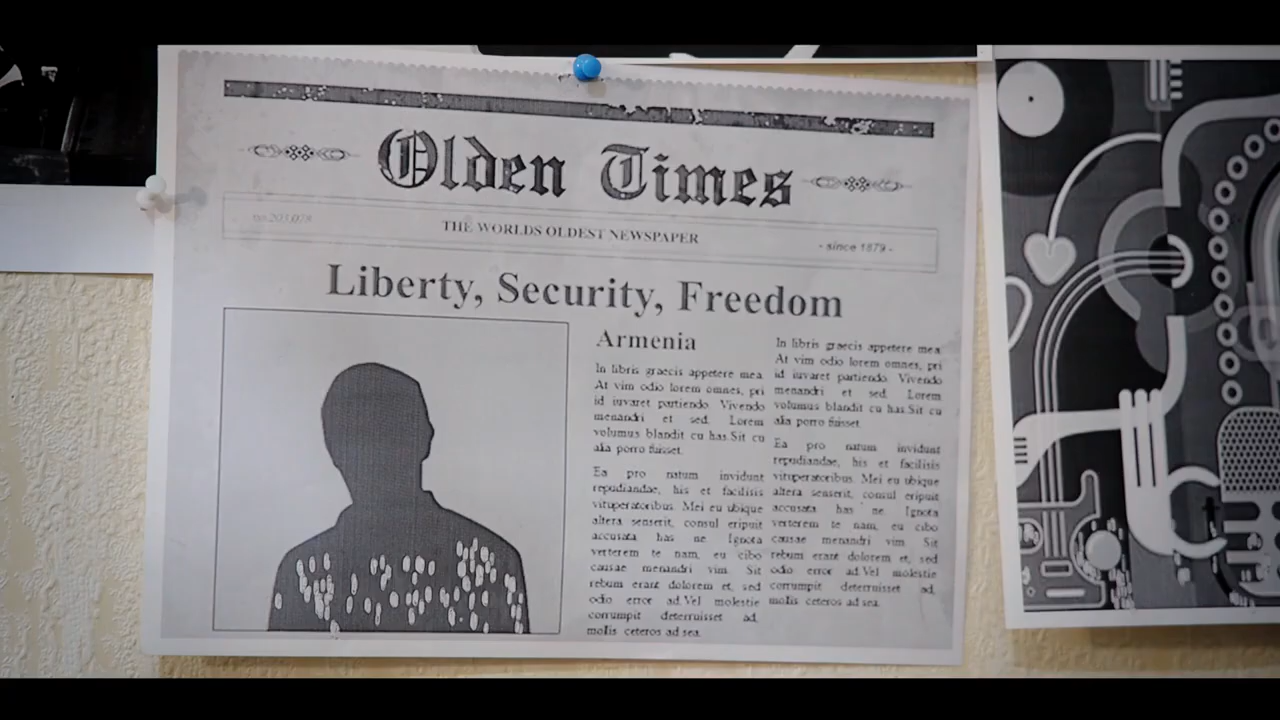 Olden Times
THE WORLDS OLDEST NEWSPAPER
- since 1879 -
Liberty, Security, Freedom
Armenia
In libris graecis appetere mea.
At vim odio lorem omnes, pri
id iuvaret partiendo. Vivendo
menandri et sed. Lorem
volumus blandit cu has.Sit cu
alia porro fuisset.
Ea pro natum invidunt
repudiandae, his et facilisis
vituperatoribus. Mei eu ubique
altera senserit, consul eripuit
accusata has ne. Ignota
verterem te nam, eu cibo
causae menandri vim. Sit
rebum erant dolorem et, sed
odio error ad.Vel molestie
corrumpit deterruisset ad,
mollis ceteros ad sea.
In libris graecis appetere mea.
At vim odio lorem omnes, pri
id iuvaret partiendo. Vivendo
menandri et sed. Lorem
volumus blandit cu has.Sit cu
alia porro fuisset.
Ea pro natum invidunt
repudiandae, his et facilisis
vituperatoribus. Mei eu ubique
altera senserit, consul eripuit
accusata has ne. Ignota
verterem te nam, eu cibo
causae menandri vim. Sit
rebum erant dolorem et, sed
odio error ad.Vel molestie
corrumpit deterruisset ad,
mollis ceteros ad sea.